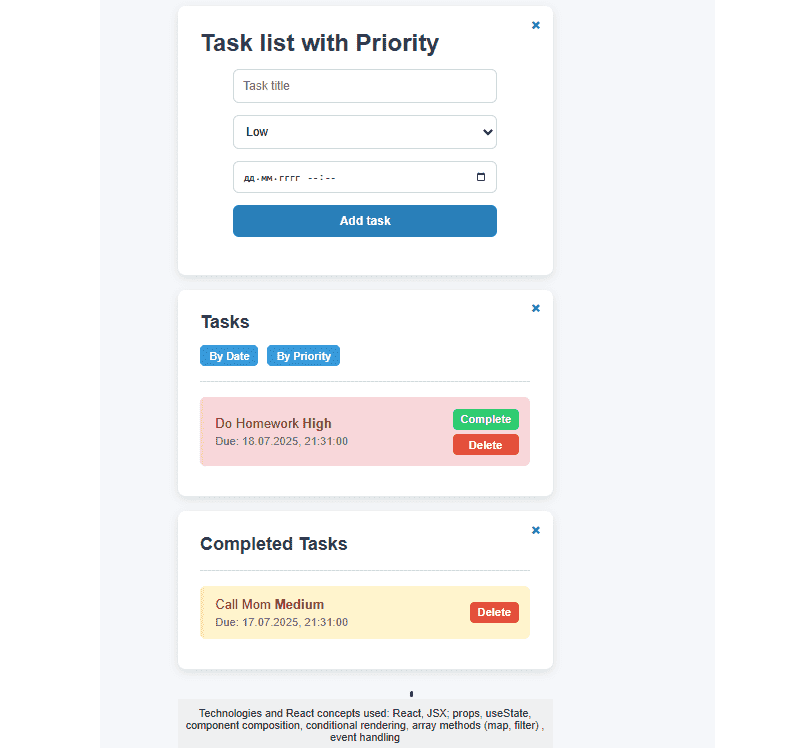 Task list with Priority
Task title
Low
дд.мм.гггг --:--
Add task
Tasks
By Date By Priority
Do Homework High
Due: 18.07.2025, 21:31:00
Complete
Delete
Completed Tasks
Call Mom Medium
Due: 17.07.2025, 21:31:00
Delete
Technologies and React concepts used: React, JSX; props, useState,
component composition, conditional rendering, array methods (map, filter) ,
event handling